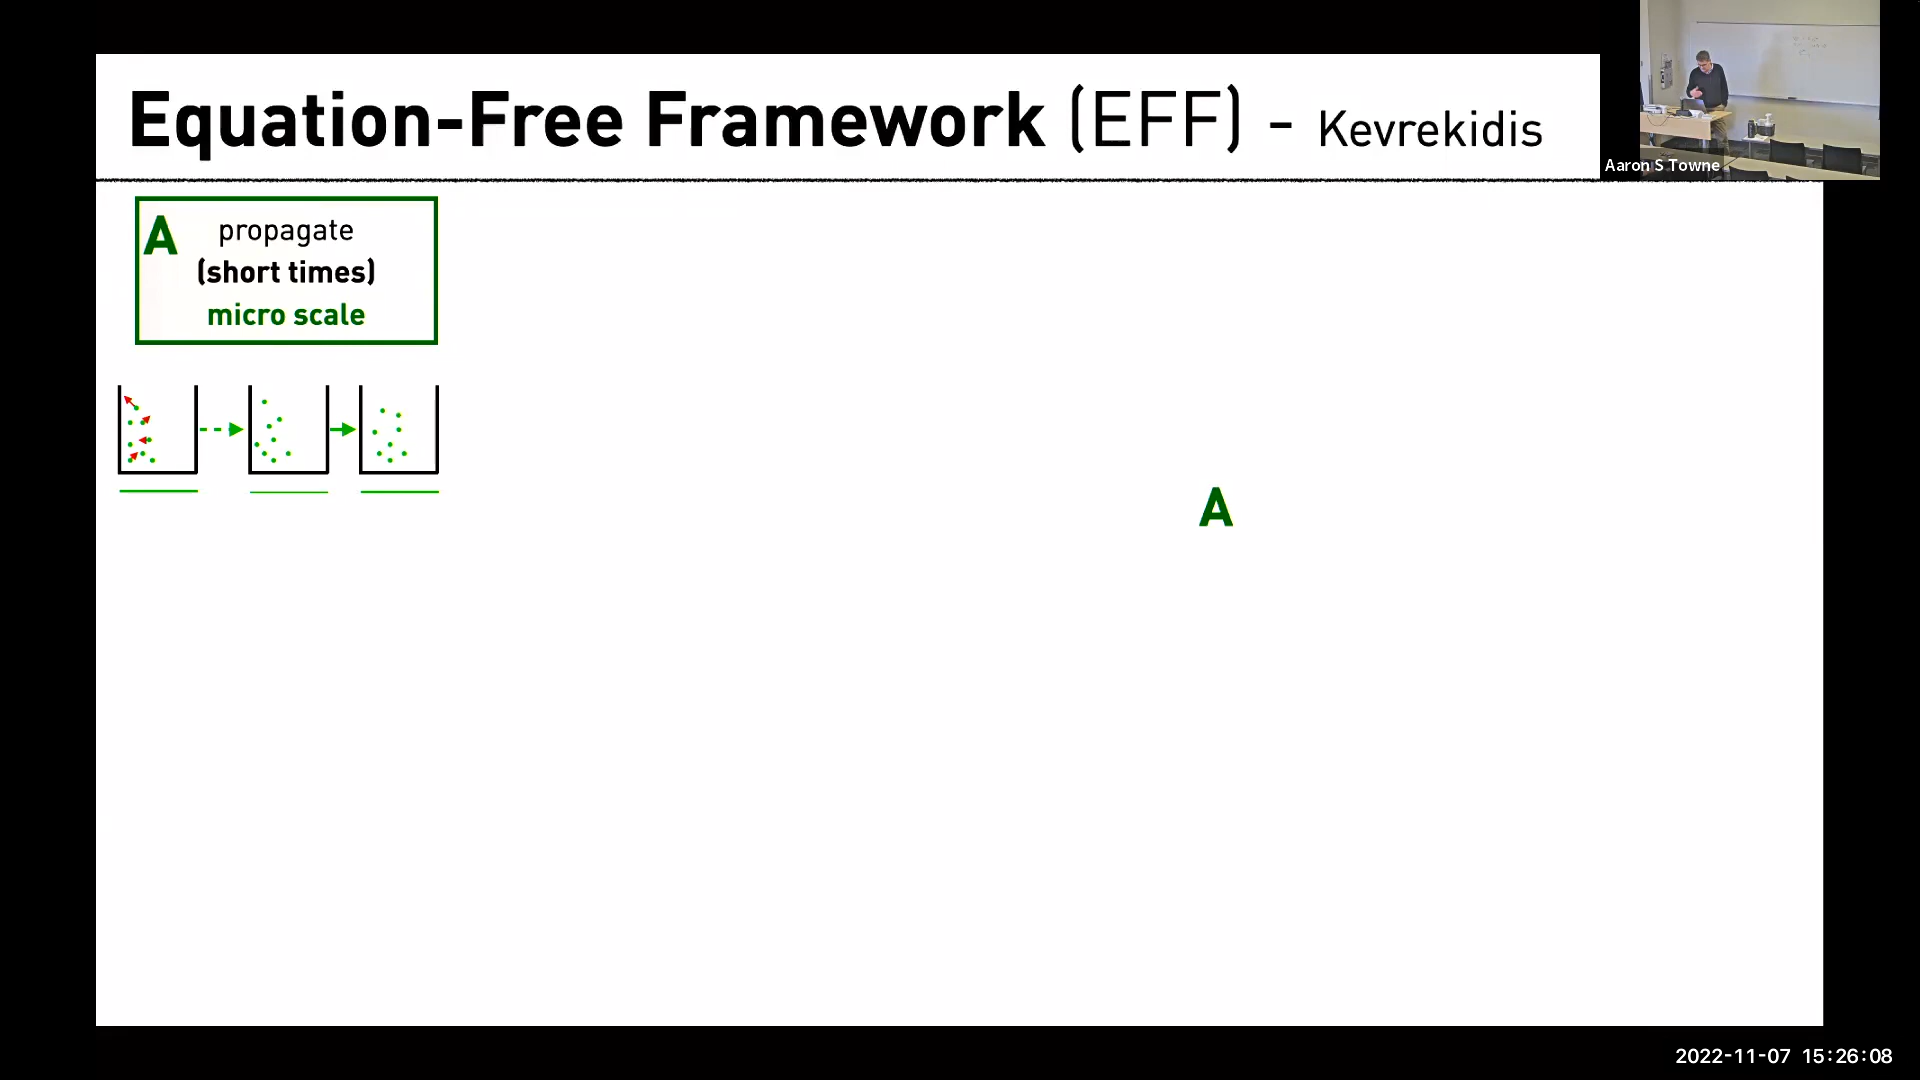 Equation-Free Framework (EFF) - Kevrekidis
Aaron S Towne
A propagate
(short times)
micro scale
A
2022-11-07 15:26:08